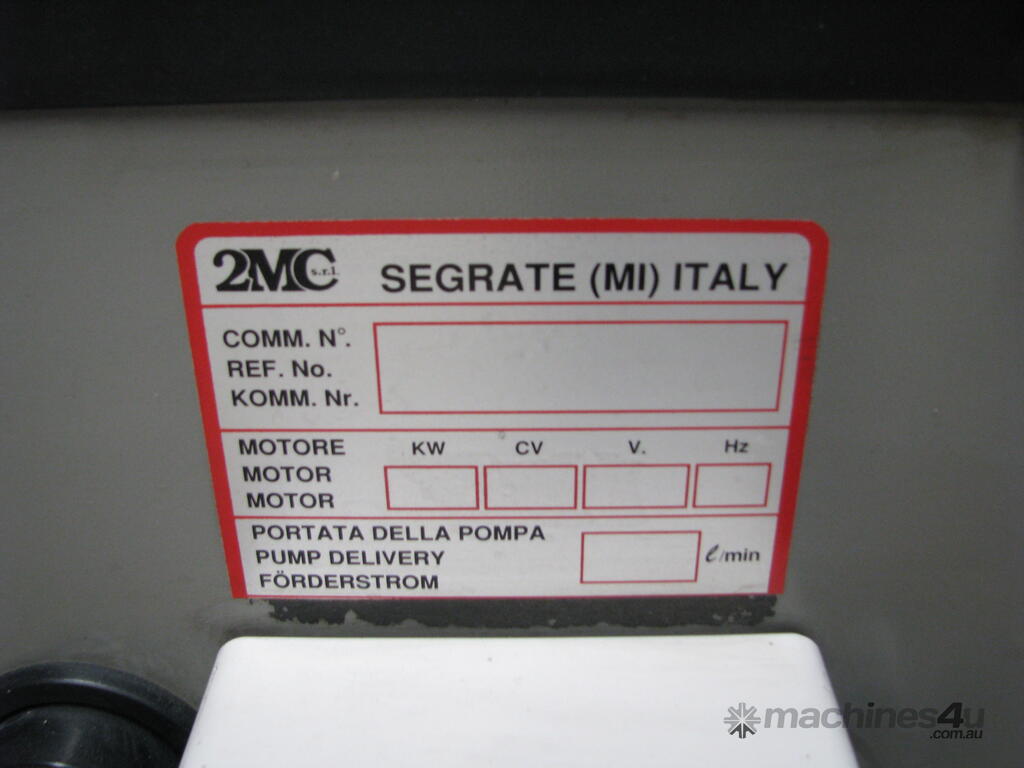 2MC s.r.l. SEGRATE (MI) ITALY
COMM. N°.
REF. No.
KOMM. Nr.
MOTORE KW CV V. Hz
MOTOR
MOTOR
PORTATA DELLA POMPA
PUMP DELIVERY ℓ/min
FÖRDERSTROM
machines4u
.com.au